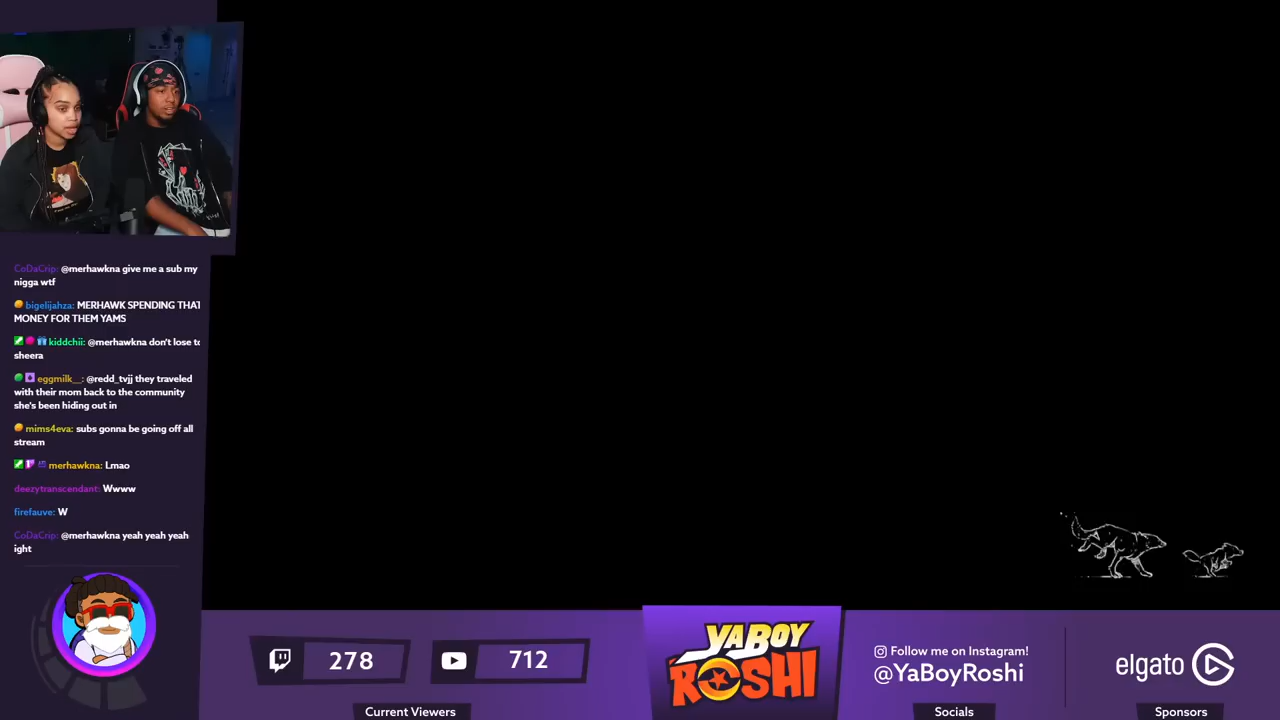 CoDaCrip: @merhawkna give me a sub my
nigga wtf
bigelijahza: MERHAWK SPENDING THAT
MONEY FOR THEM YAMS
kiddchii: @merhawkna don't lose to
sheera
eggmilk__: @redd_tvjj they traveled
with their mom back to the community
she's been hiding out in
mims4eva: subs gonna be going off all
stream
merhawkna: Lmao
deezytranscendant: Wwww
firefauve: W
CoDaCrip: @merhawkna yeah yeah yeah
ight
278
712
Current Viewers
YABOY
ROSHI
Follow me on Instagram!
@YaBoyRoshi
Socials
elgato
Sponsors